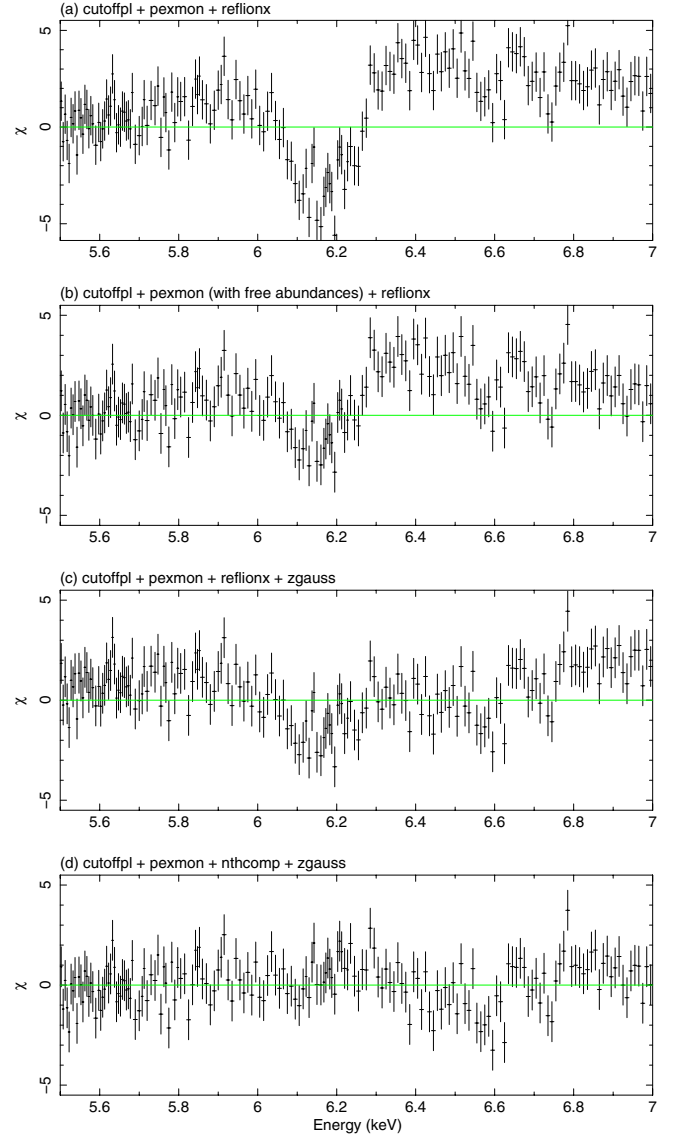 (a) cutoffpl + pexmon + reflionx
5
0
−5
χ
5.6 5.8 6 6.2 6.4 6.6 6.8 7
(b) cutoffpl + pexmon (with free abundances) + reflionx
5
0
−5
χ
5.6 5.8 6 6.2 6.4 6.6 6.8 7
(c) cutoffpl + pexmon + reflionx + zgauss
5
0
−5
χ
5.6 5.8 6 6.2 6.4 6.6 6.8 7
(d) cutoffpl + pexmon + nthcomp + zgauss
5
0
−5
χ
5.6 5.8 6 6.2 6.4 6.6 6.8 7
Energy (keV)